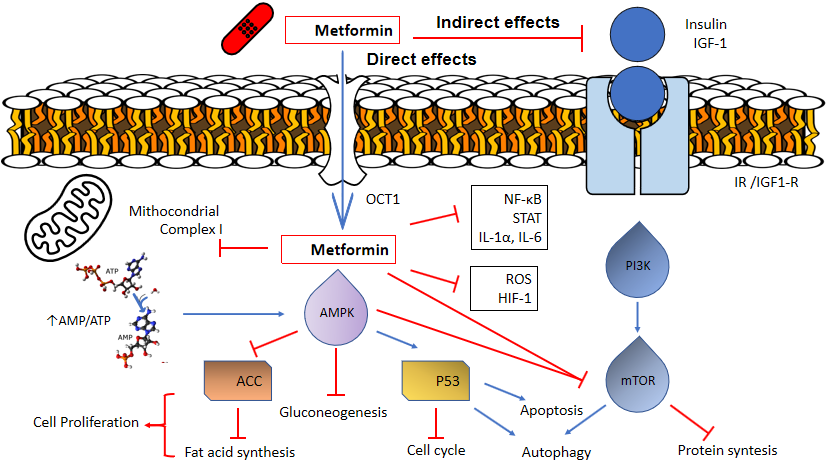 Metformin
Indirect effects
Insulin
IGF-1
Direct effects
OCT1
IR /IGF1-R
Mithocondrial
Complex I
NF-κB
STAT
IL-1α, IL-6
Metformin
ROS
HIF-1
PI3K
ATP
AMPK
↑AMP/ATP
AMP
ACC
P53
mTOR
Gluconeogenesis
Apoptosis
Cell Proliferation
Fat acid synthesis
Cell cycle
Autophagy
Protein syntesis